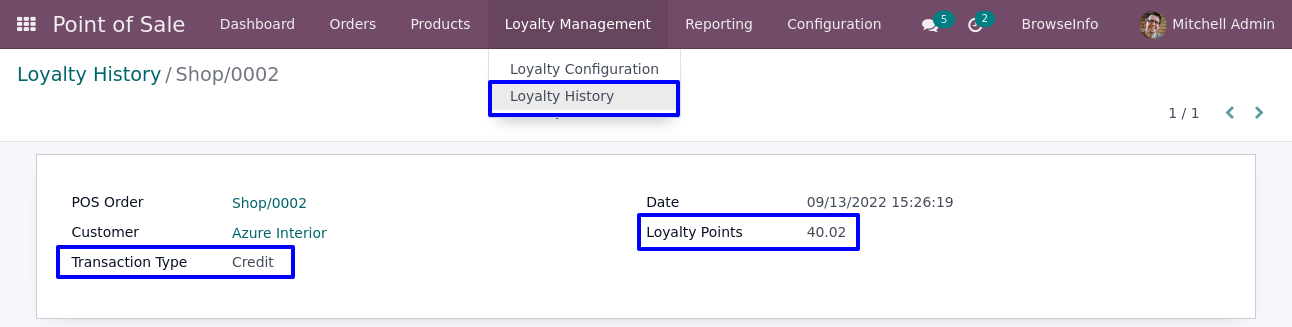 Point of Sale Dashboard Orders Products Loyalty Management Reporting Configuration 5 2 BrowseInfo Mitchell Admin
Loyalty Configuration
Loyalty History / Shop/0002
Loyalty History
1 / 1
POS Order Shop/0002 Date 09/13/2022 15:26:19
Customer Azure Interior Loyalty Points 40.02
Transaction Type Credit